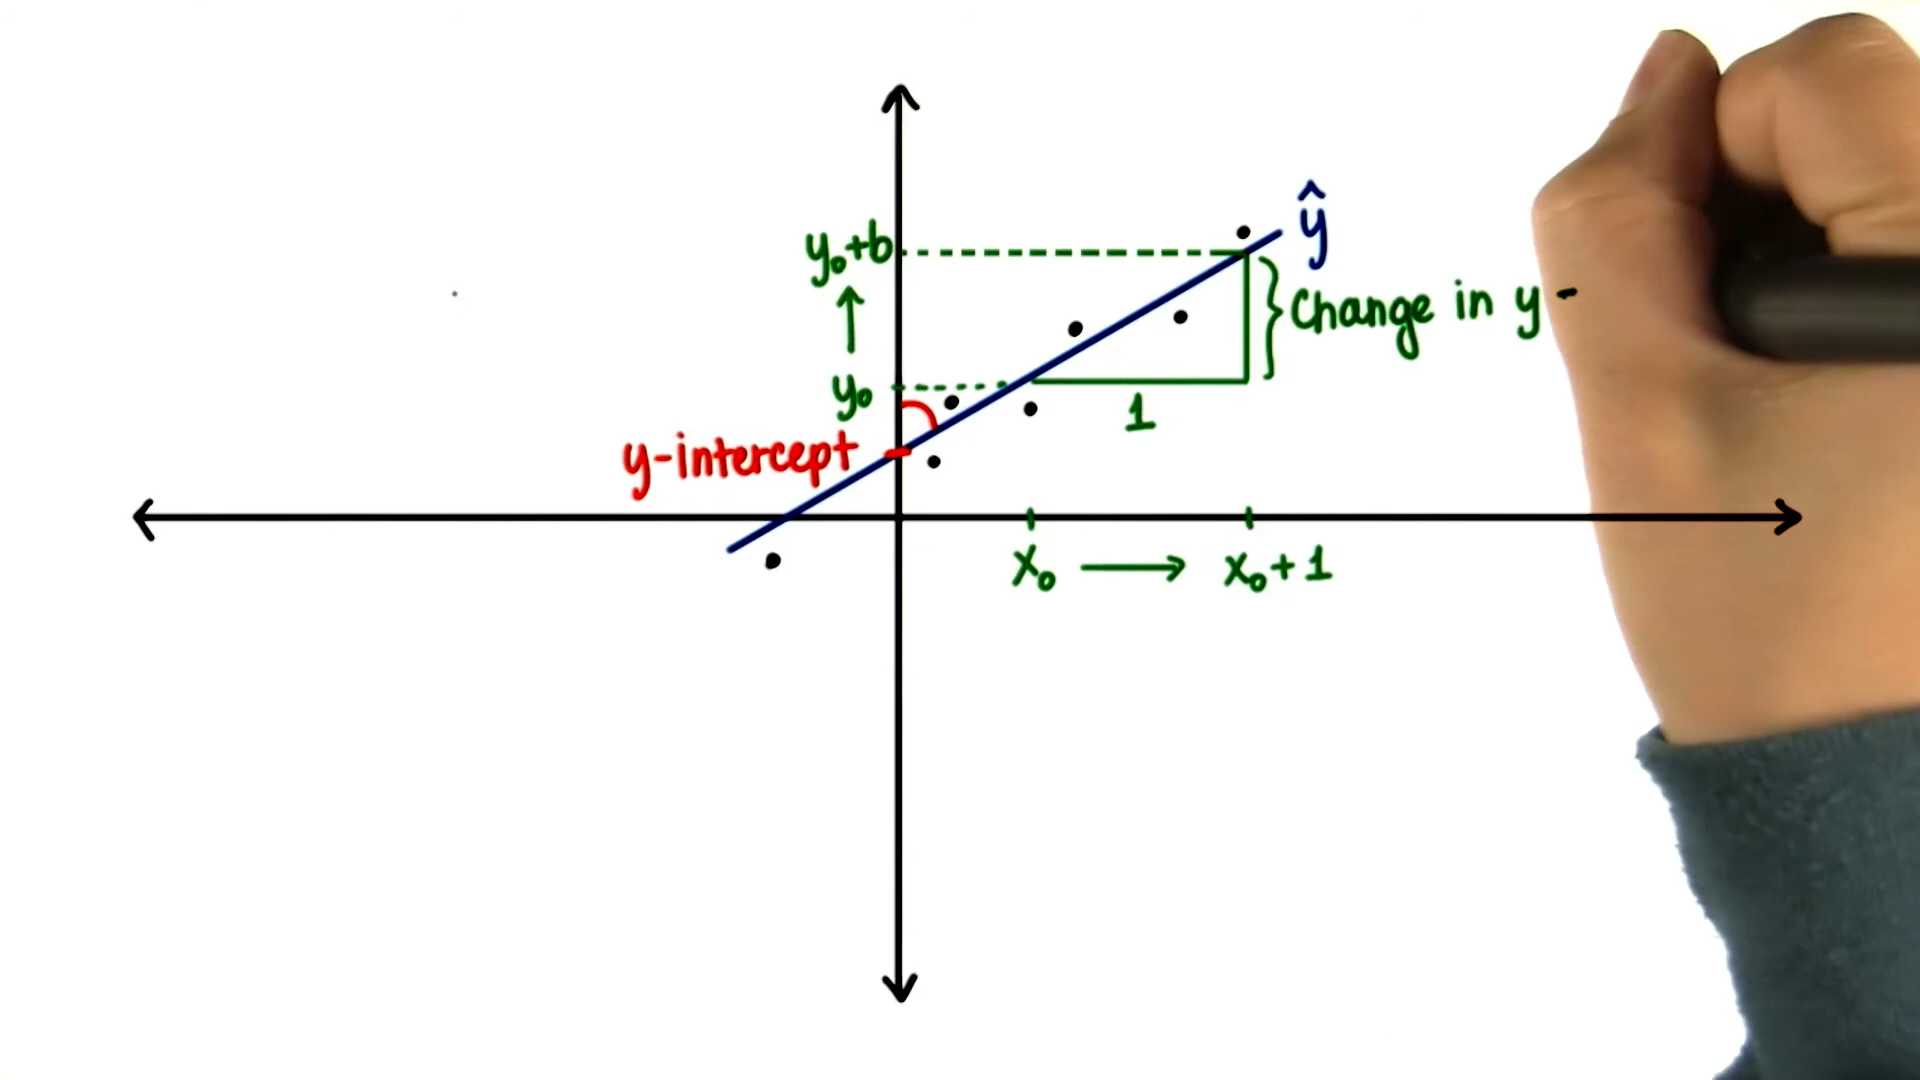 ŷ
y₀+b
Change in y -
y₀
1
y-intercept
x₀ → x₀+1